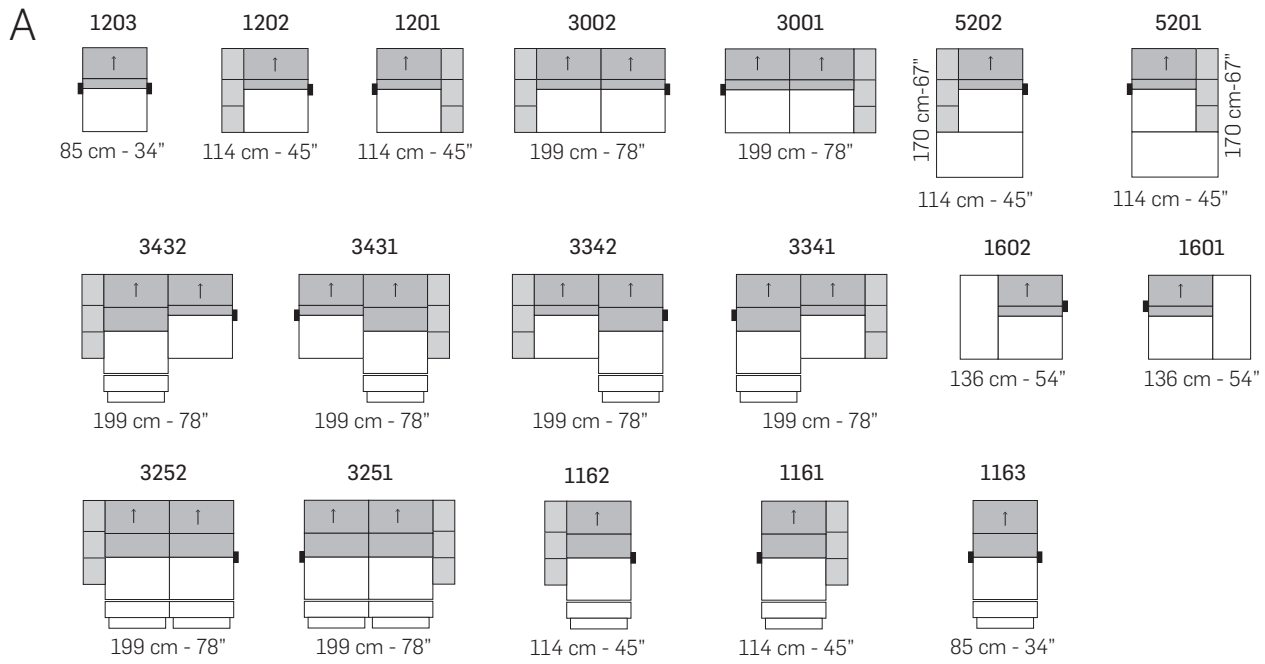 A
1203 1202 1201 3002 3001 5202 5201
170 cm-67” 170 cm-67”
85 cm - 34” 114 cm - 45” 114 cm - 45” 199 cm - 78” 199 cm - 78”
114 cm - 45” 114 cm - 45”
3432 3431 3342 3341 1602 1601
136 cm - 54” 136 cm - 54”
199 cm - 78” 199 cm - 78” 199 cm - 78” 199 cm - 78”
3252 3251 1162 1161 1163
199 cm - 78” 199 cm - 78” 114 cm - 45” 114 cm - 45” 85 cm - 34”